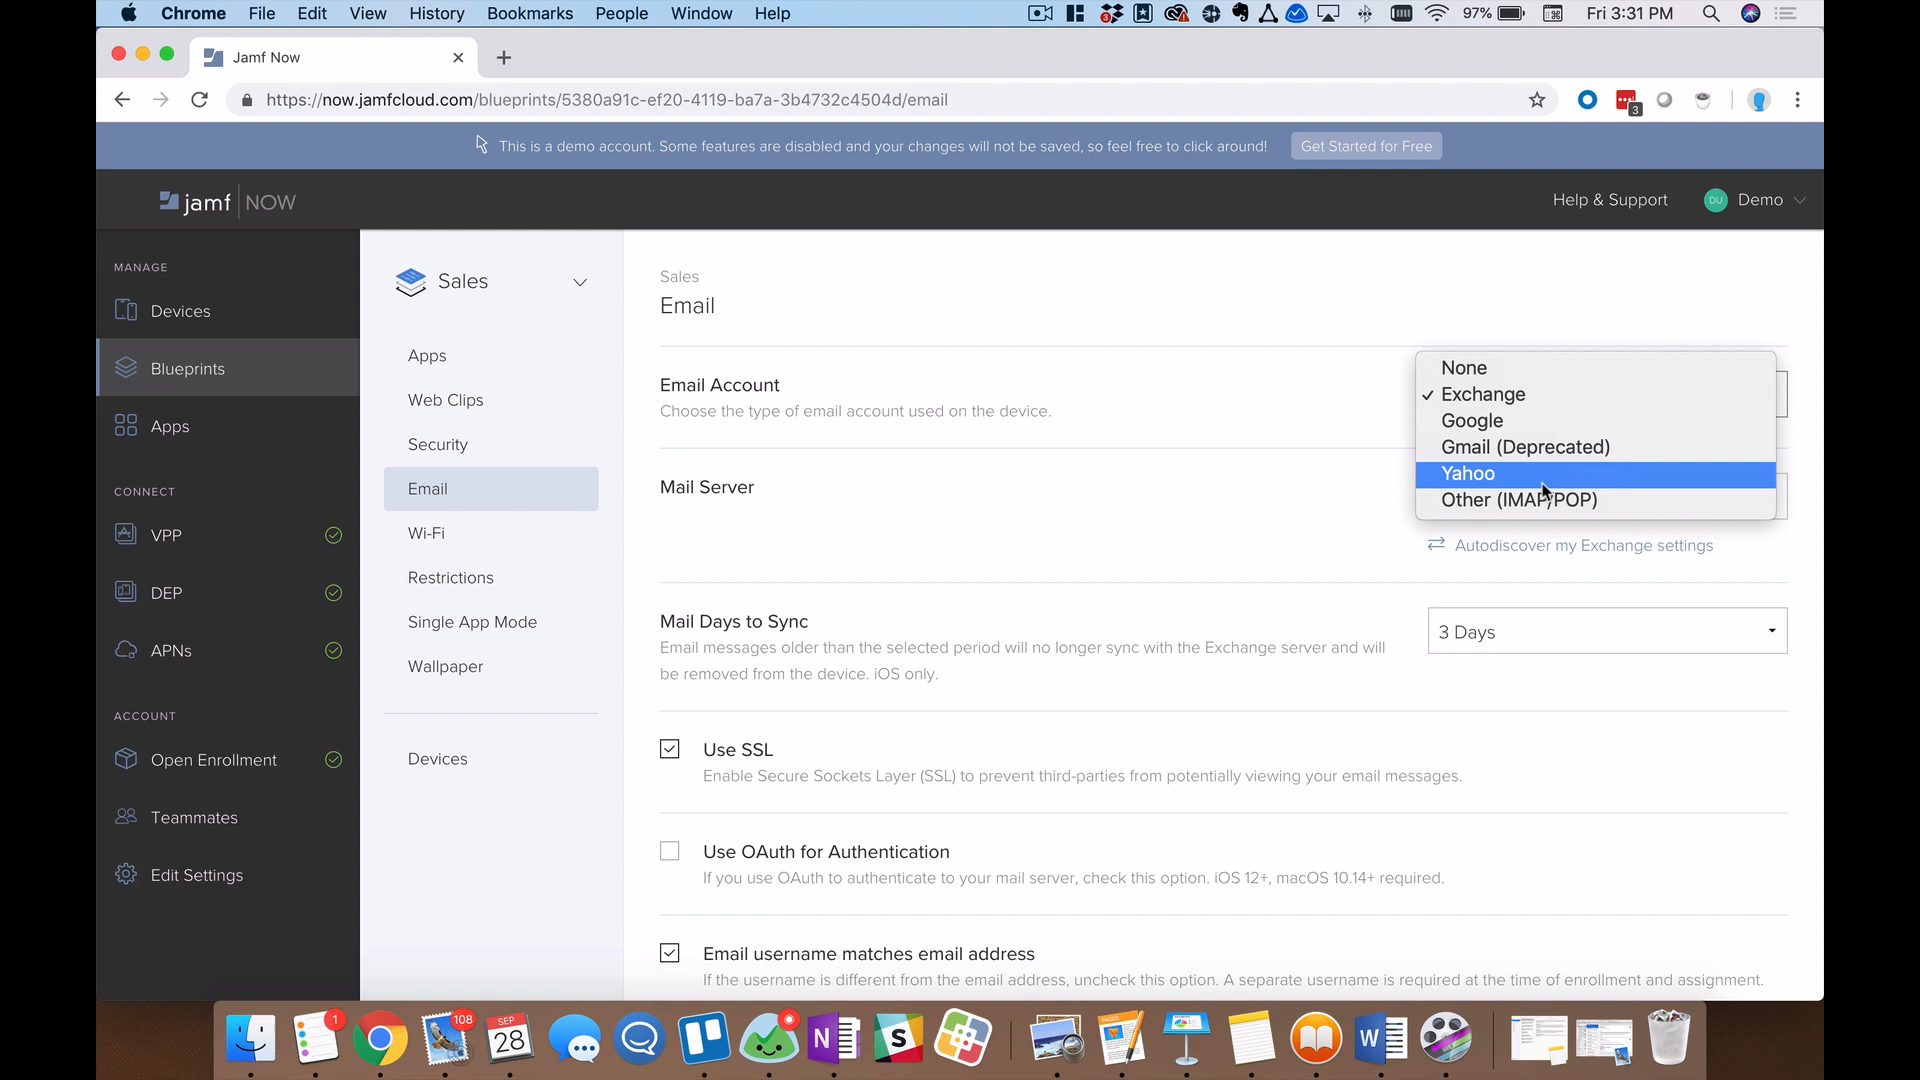 Chrome File Edit View History Bookmarks People Window Help 3 97% Fri 3:31 PM
Jamf Now
https://now.jamfcloud.com/blueprints/5380a91c-ef20-4119-ba7a-3b4732c4504d/email 3
This is a demo account. Some features are disabled and your changes will not be saved, so feel free to click around! Get Started for Free
jamf NOW Help & Support DU Demo
MANAGE
Devices
Blueprints
Apps
CONNECT
VPP
DEP
APNs
ACCOUNT
Open Enrollment
Teammates
Edit Settings
Sales
Apps
Web Clips
Security
Email
Wi-Fi
Restrictions
Single App Mode
Wallpaper
Devices
Sales
Email
Email Account
Choose the type of email account used on the device.
None
✓ Exchange
Google
Gmail (Deprecated)
Yahoo
Other (IMAP/POP)
Mail Server
Autodiscover my Exchange settings
Mail Days to Sync
Email messages older than the selected period will no longer sync with the Exchange server and will
be removed from the device. iOS only.
3 Days
Use SSL
Enable Secure Sockets Layer (SSL) to prevent third-parties from potentially viewing your email messages.
Use OAuth for Authentication
If you use OAuth to authenticate to your mail server, check this option. iOS 12+, macOS 10.14+ required.
Email username matches email address
If the username is different from the email address, uncheck this option. A separate username is required at the time of enrollment and assignment.
1 108 SEP
28 N S W